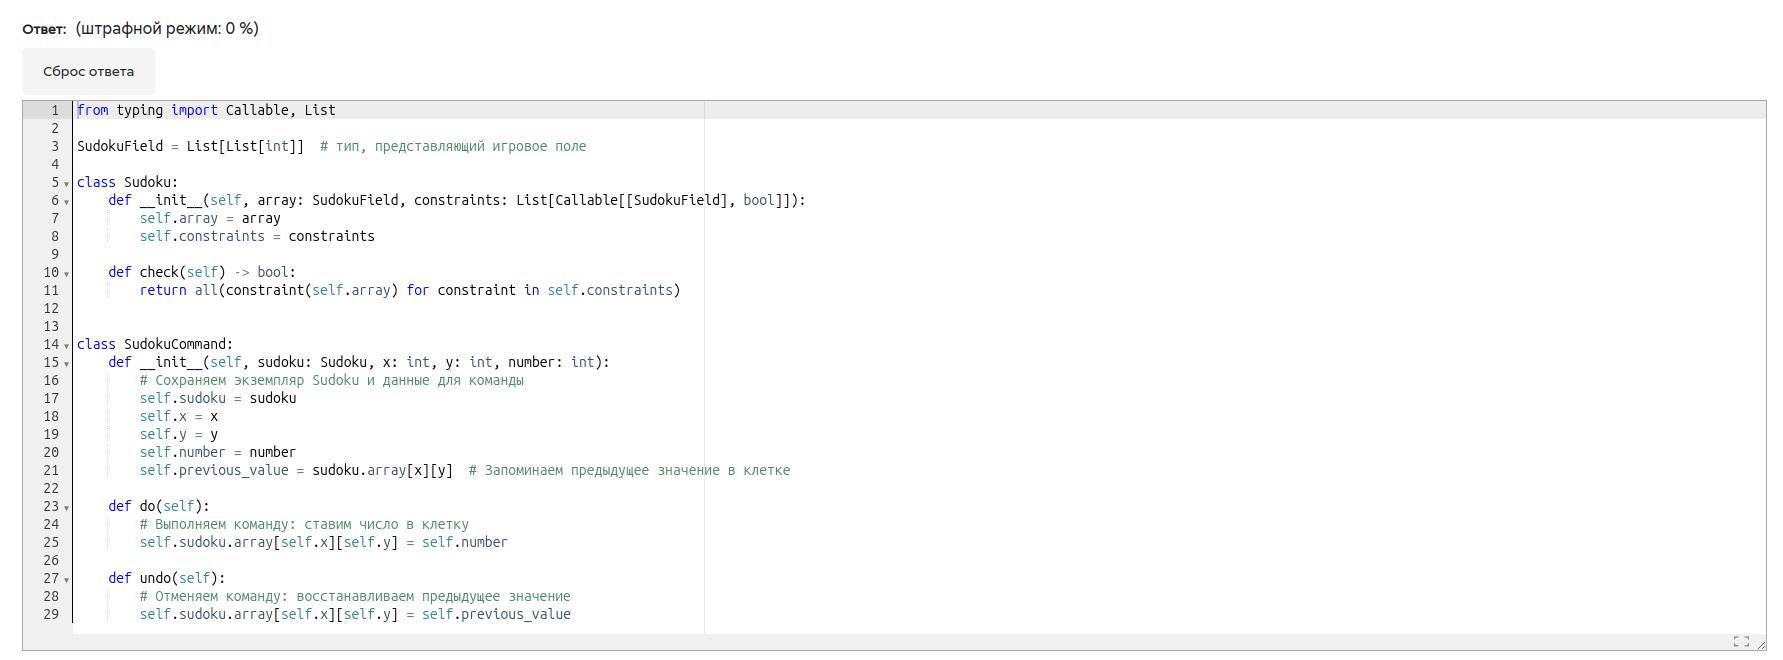 Ответ: (штрафной режим: 0 %)
Сброс ответа
1 from typing import Callable, List
2
3 SudokuField = List[List[int]]  # тип, представляющий игровое поле
4
5 class Sudoku:
6     def __init__(self, array: SudokuField, constraints: List[Callable[[SudokuField], bool]]):
7         self.array = array
8         self.constraints = constraints
9
10     def check(self) -> bool:
11         return all(constraint(self.array) for constraint in self.constraints)
12
13
14 class SudokuCommand:
15     def __init__(self, sudoku: Sudoku, x: int, y: int, number: int):
16         # Сохраняем экземпляр Sudoku и данные для команды
17         self.sudoku = sudoku
18         self.x = x
19         self.y = y
20         self.number = number
21         self.previous_value = sudoku.array[x][y]  # Запоминаем предыдущее значение в клетке
22
23     def do(self):
24         # Выполняем команду: ставим число в клетку
25         self.sudoku.array[self.x][self.y] = self.number
26
27     def undo(self):
28         # Отменяем команду: восстанавливаем предыдущее значение
29         self.sudoku.array[self.x][self.y] = self.previous_value